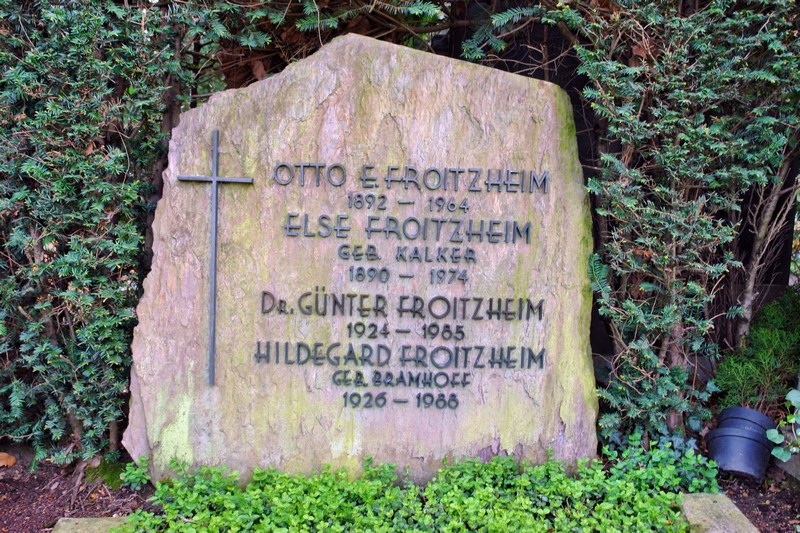 OTTO E. FROITZHEIM
1892 – 1964
ELSE FROITZHEIM
GEB KALKER
1890 – 1974
DR. GÜNTER FROITZHEIM
1924 – 1985
HILDEGARD FROITZHEIM
GEB BRAMHOFF
1926 – 1988